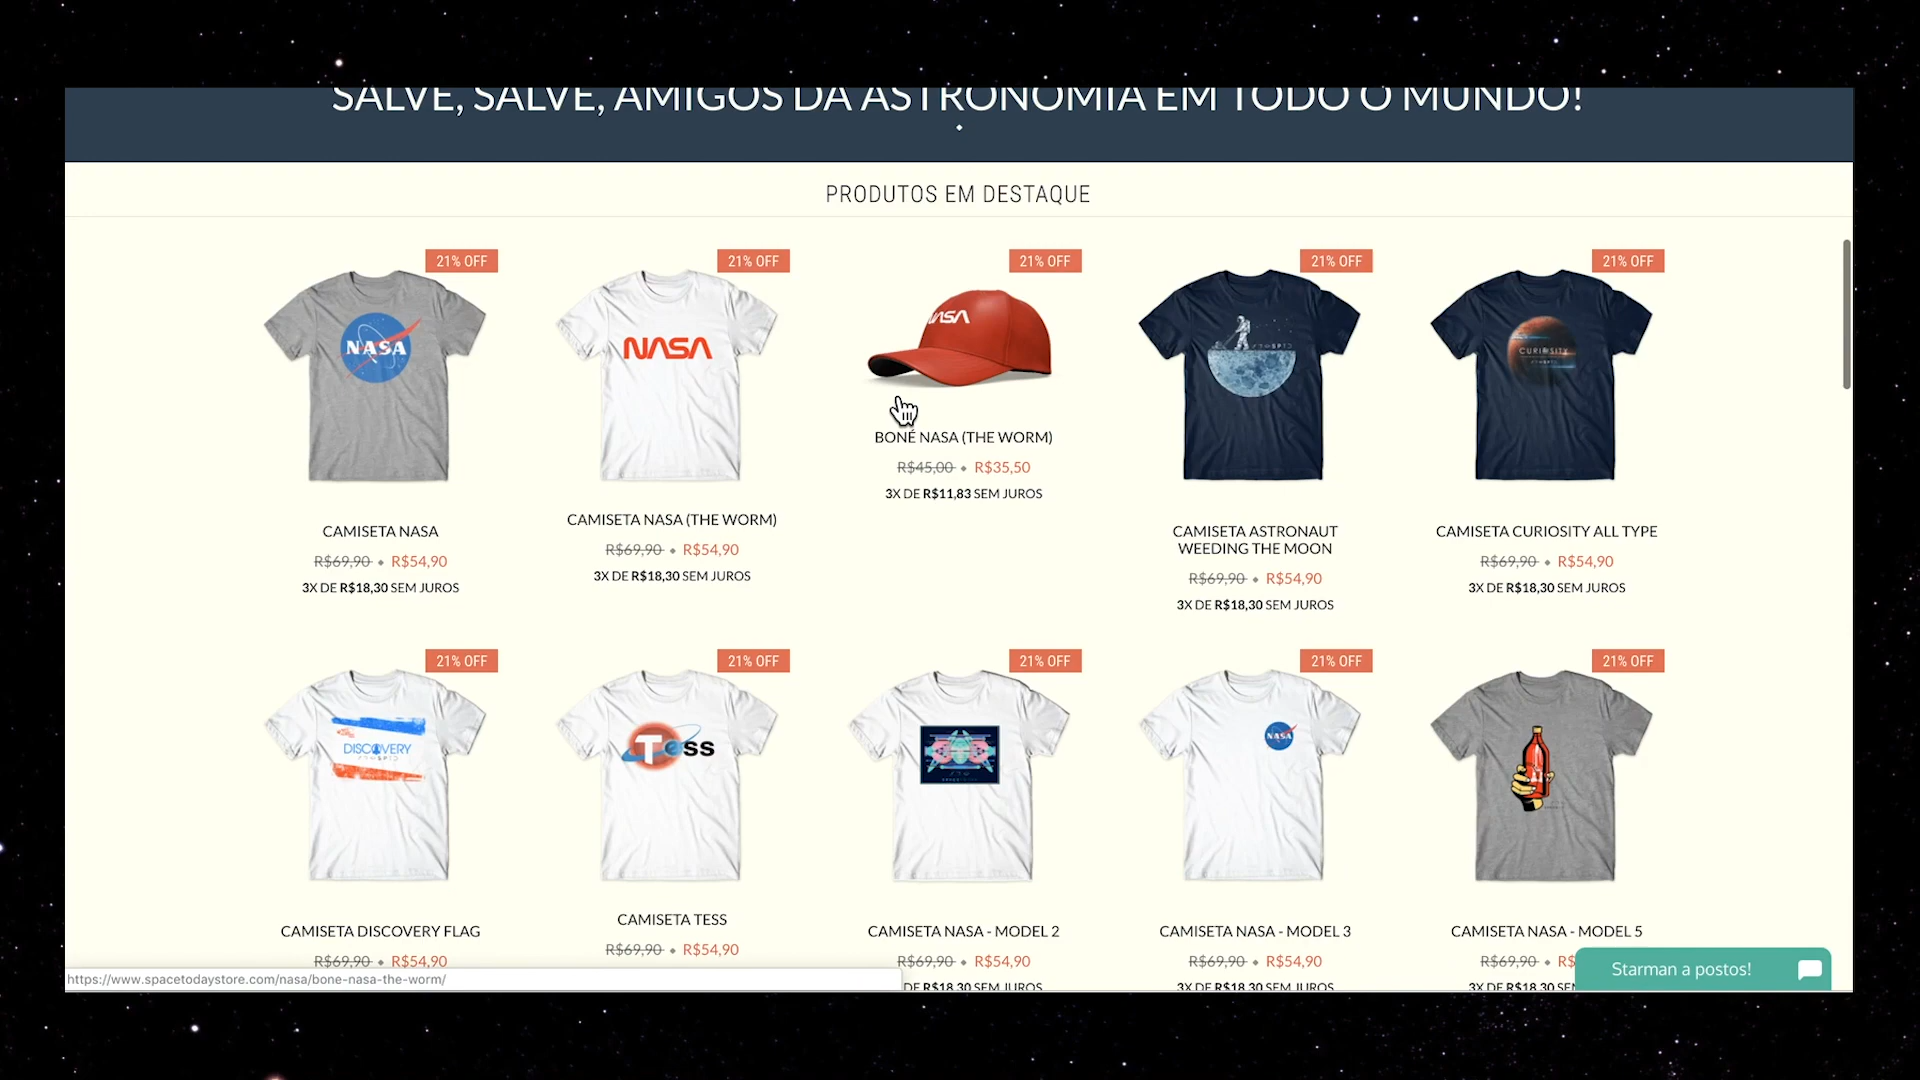 SALVE, SALVE, AMIGOS DA ASTRONOMIA EM TODO O MUNDO!
PRODUTOS EM DESTAQUE
21% OFF
21% OFF
21% OFF
21% OFF
21% OFF
NASA
NASA
NASA
CURIOSITY
CAMISETA NASA
R$69,90 R$54,90
3X DE R$18,30 SEM JUROS
CAMISETA NASA (THE WORM)
R$69,90 R$54,90
3X DE R$18,30 SEM JUROS
BONÉ NASA (THE WORM)
R$45,00 R$35,50
3X DE R$11,83 SEM JUROS
CAMISETA ASTRONAUT
WEEDING THE MOON
R$69,90 R$54,90
3X DE R$18,30 SEM JUROS
CAMISETA CURIOSITY ALL TYPE
R$69,90 R$54,90
3X DE R$18,30 SEM JUROS
21% OFF
21% OFF
21% OFF
21% OFF
21% OFF
DISCOVERY
Tess
NASA
CAMISETA DISCOVERY FLAG
R$69,90 R$54,90
CAMISETA TESS
R$69,90 R$54,90
CAMISETA NASA - MODEL 2
R$69,90 R$54,90
DE R$18,30 SEM JUROS
CAMISETA NASA - MODEL 3
R$69,90 R$54,90
3X DE R$18,30 SEM JUROS
CAMISETA NASA - MODEL 5
R$69,90 R$5
3X DE R$18,30 SEM
https://www.spacetodaystore.com/nasa/bone-nasa-the-worm/
Starman a postos!